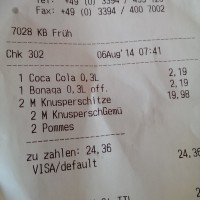 Fax: +49 (0) 3394 / 400 7002
7028 KB Früh
Chk 302 06Aug'14 07:41
1 Coca Cola 0,3L 2,19
1 Bonaqa 0,3L off. 2,19
2 M Knusperschitze 19,98
2 M KnusperschGemü
2 Pommes
zu zahlen: 24,36 24,36
VISA/default